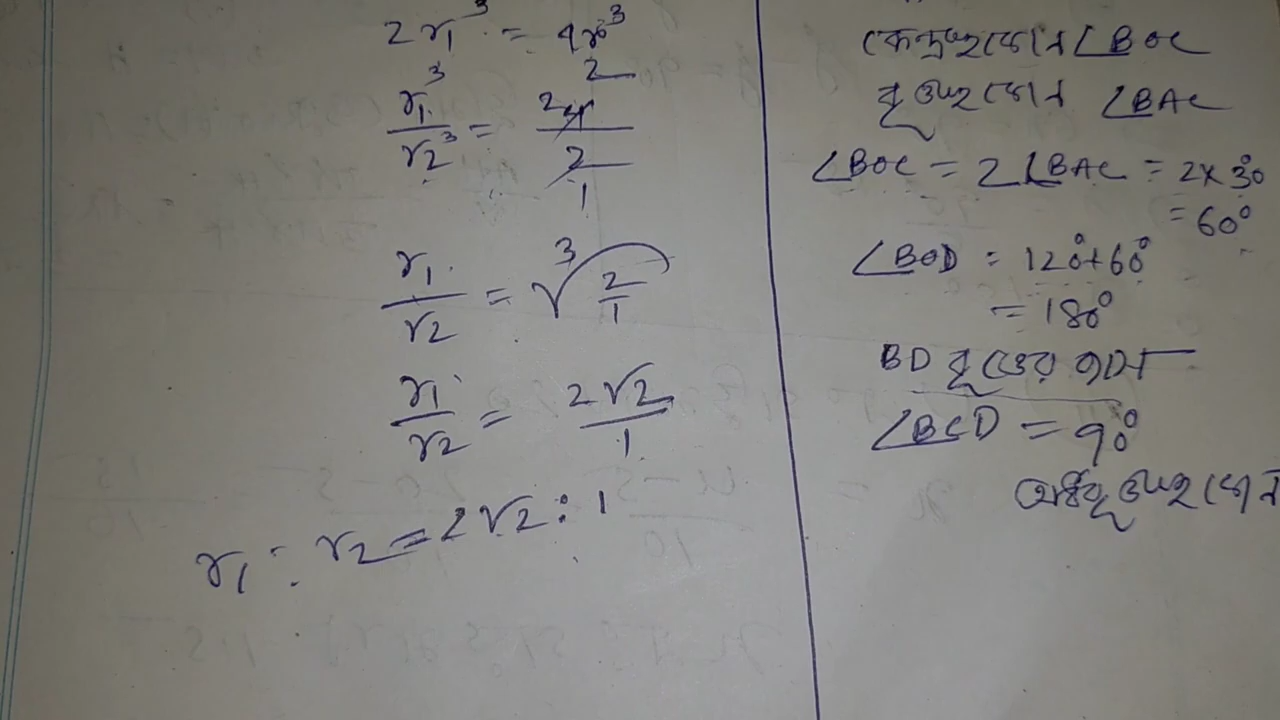 2r₁³ = 4r³₂
r₁³/r₂³ = 4/2 2/1
r₁/r₂ = ³√(2/1)
r₁/r₂ = 2√2/1
r₁ : r₂ = 2√2 : 1
কেন্দ্রস্থ কোন ∠BOC
বৃত্তস্থ কোন ∠BAC
∠BOC = 2∠BAC = 2×30°
= 60°
∠BOD = 120°+60°
= 180°
BD বৃত্তের ব্যাস
∠BCD = 90°
অর্ধবৃত্তস্থ কোন